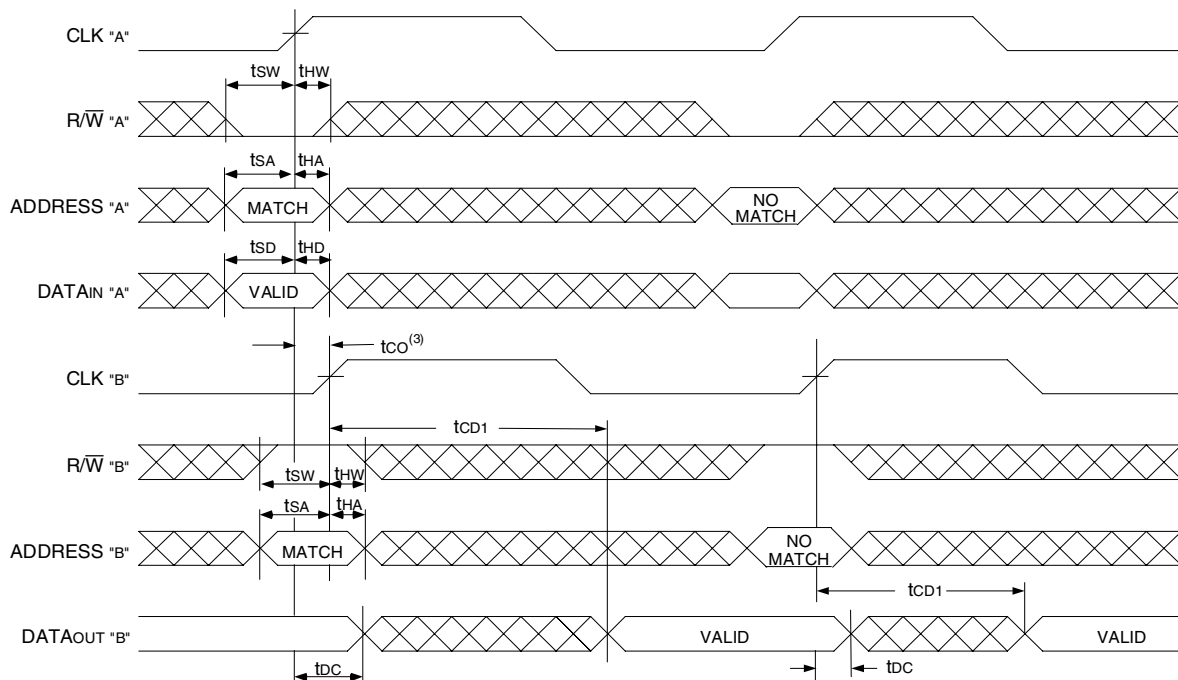 CLK "A"
tSW tHW
R/W̅ "A"
tSA tHA
ADDRESS "A" MATCH NO MATCH
tSD tHD
DATAIN "A" VALID
tCO(3)
CLK "B"
tCD1
R/W̅ "B"
tSW tHW
tSA tHA
ADDRESS "B" MATCH NO MATCH
tCD1
DATAOUT "B" VALID VALID
tDC tDC